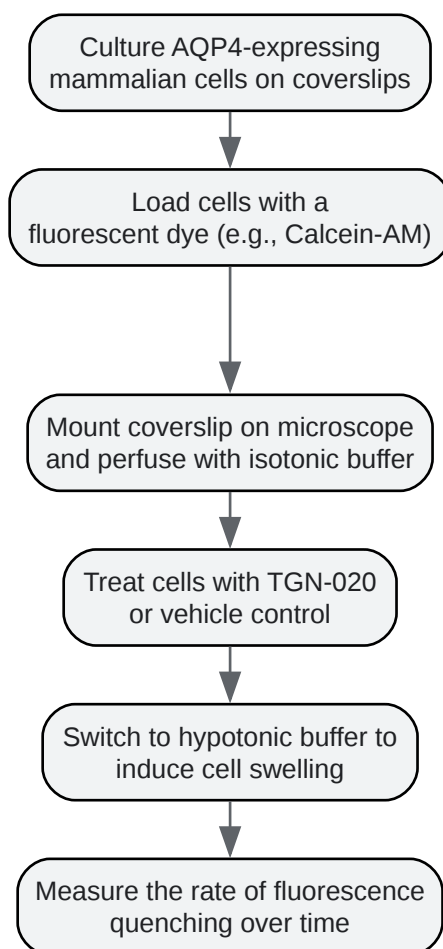 Culture AQP4-expressing
mammalian cells on coverslips
Load cells with a
fluorescent dye (e.g., Calcein-AM)
Mount coverslip on microscope
and perfuse with isotonic buffer
Treat cells with TGN-020
or vehicle control
Switch to hypotonic buffer to
induce cell swelling
Measure the rate of fluorescence
quenching over time